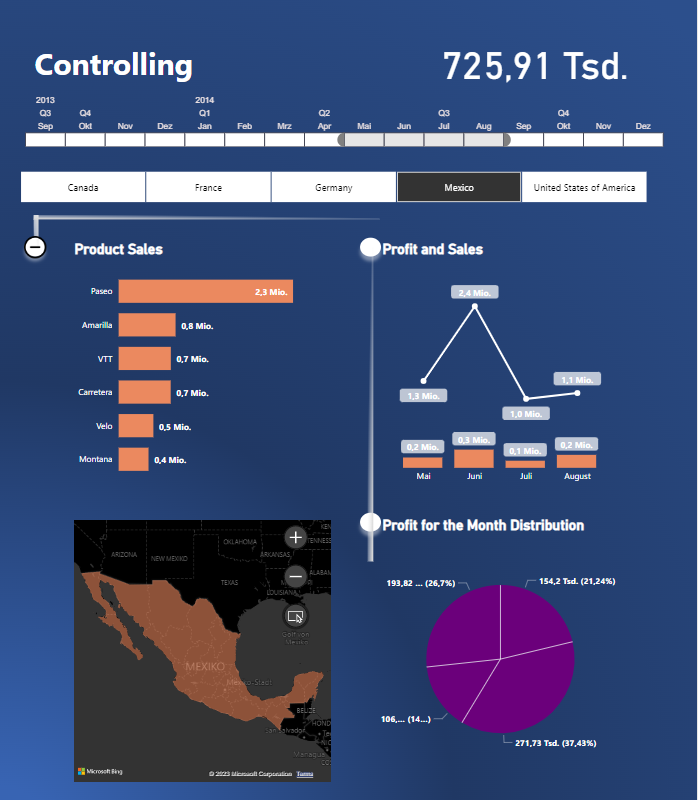 Controlling
725,91 Tsd.
2013 2014
Q3 Q4 Q1 Q2 Q3 Q4
Sep Okt Nov Dez Jan Feb Mrz Apr Mai Jun Jul Aug Sep Okt Nov Dez
Canada France Germany Mexico United States of America
Product Sales
Paseo 2,3 Mio.
Amarilla 0,8 Mio.
VTT 0,7 Mio.
Carretera 0,7 Mio.
Velo 0,5 Mio.
Montana 0,4 Mio.
Profit and Sales
2,4 Mio.
1,3 Mio.
1,1 Mio.
1,0 Mio.
0,2 Mio. 0,3 Mio. 0,1 Mio. 0,2 Mio.
Mai Juni Juli August
KEN
OKLAHOMA
TENNESS
ARIZONA
NEW MEXICO
ARKANSAS
TEXAS
ALABAM
LOUISIANA
Golf von
Mexiko
MEXIKO
Mexiko-Stadt
BELIZE
HOND
San Salvador
Managua
Microsoft Bing
© 2023 Microsoft Corporation Terms
Profit for the Month Distribution
193,82 ... (26,7%)
154,2 Tsd. (21,24%)
106,... (14...)
271,73 Tsd. (37,43%)